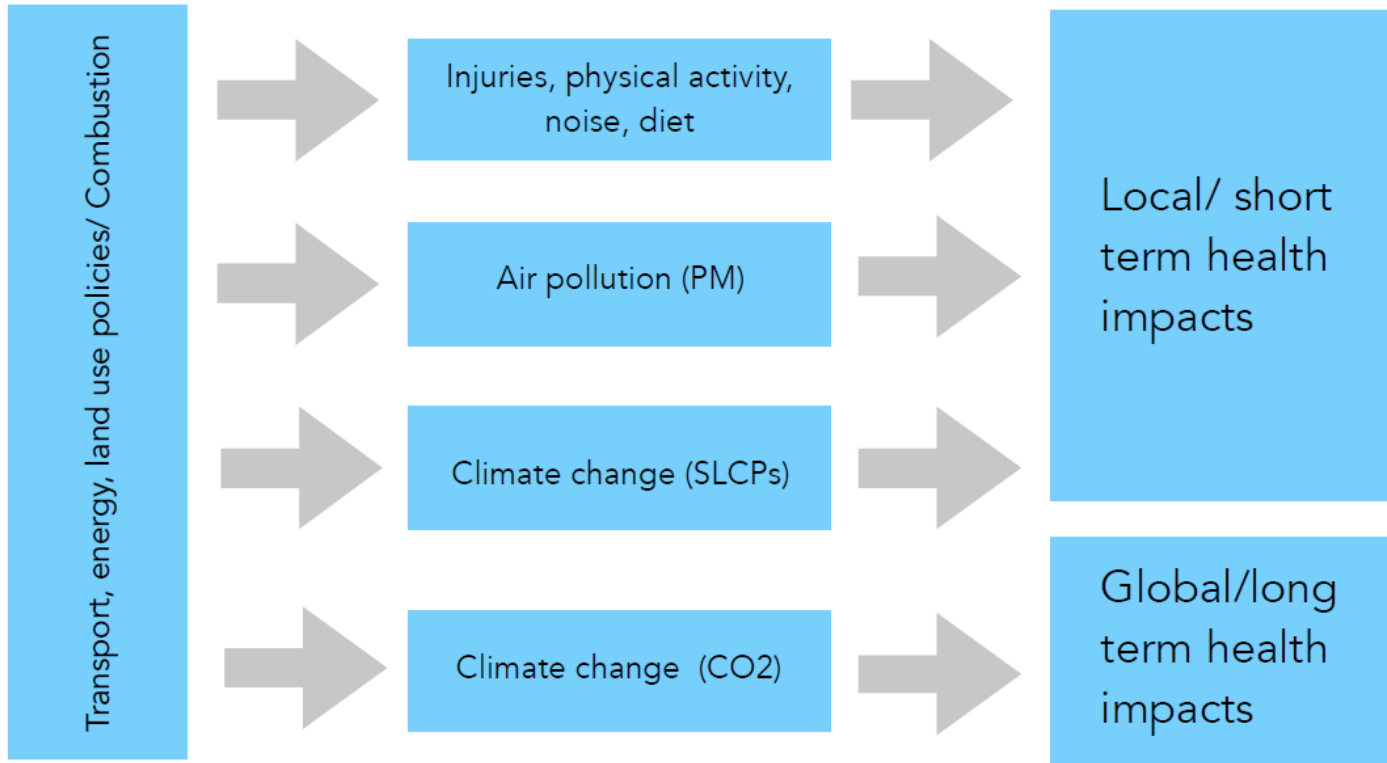 Transport, energy, land use policies/ Combustion
Injuries, physical activity,
noise, diet
Air pollution (PM)
Climate change (SLCPs)
Climate change  (CO2)
Local/ short
term health
impacts
Global/long
term health
impacts